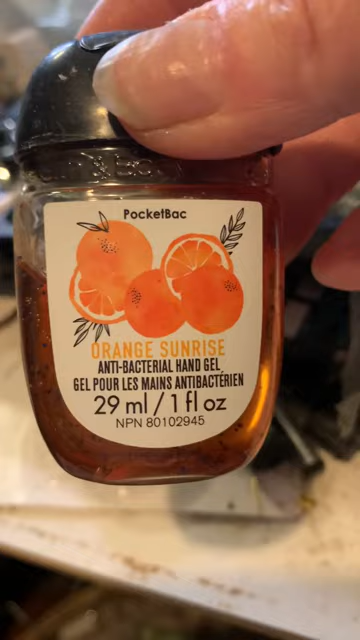 PocketBac
ORANGE SUNRISE
ANTI-BACTERIAL HAND GEL
GEL POUR LES MAINS ANTIBACTÉRIEN
29 ml / 1 fl oz
NPN 80102945